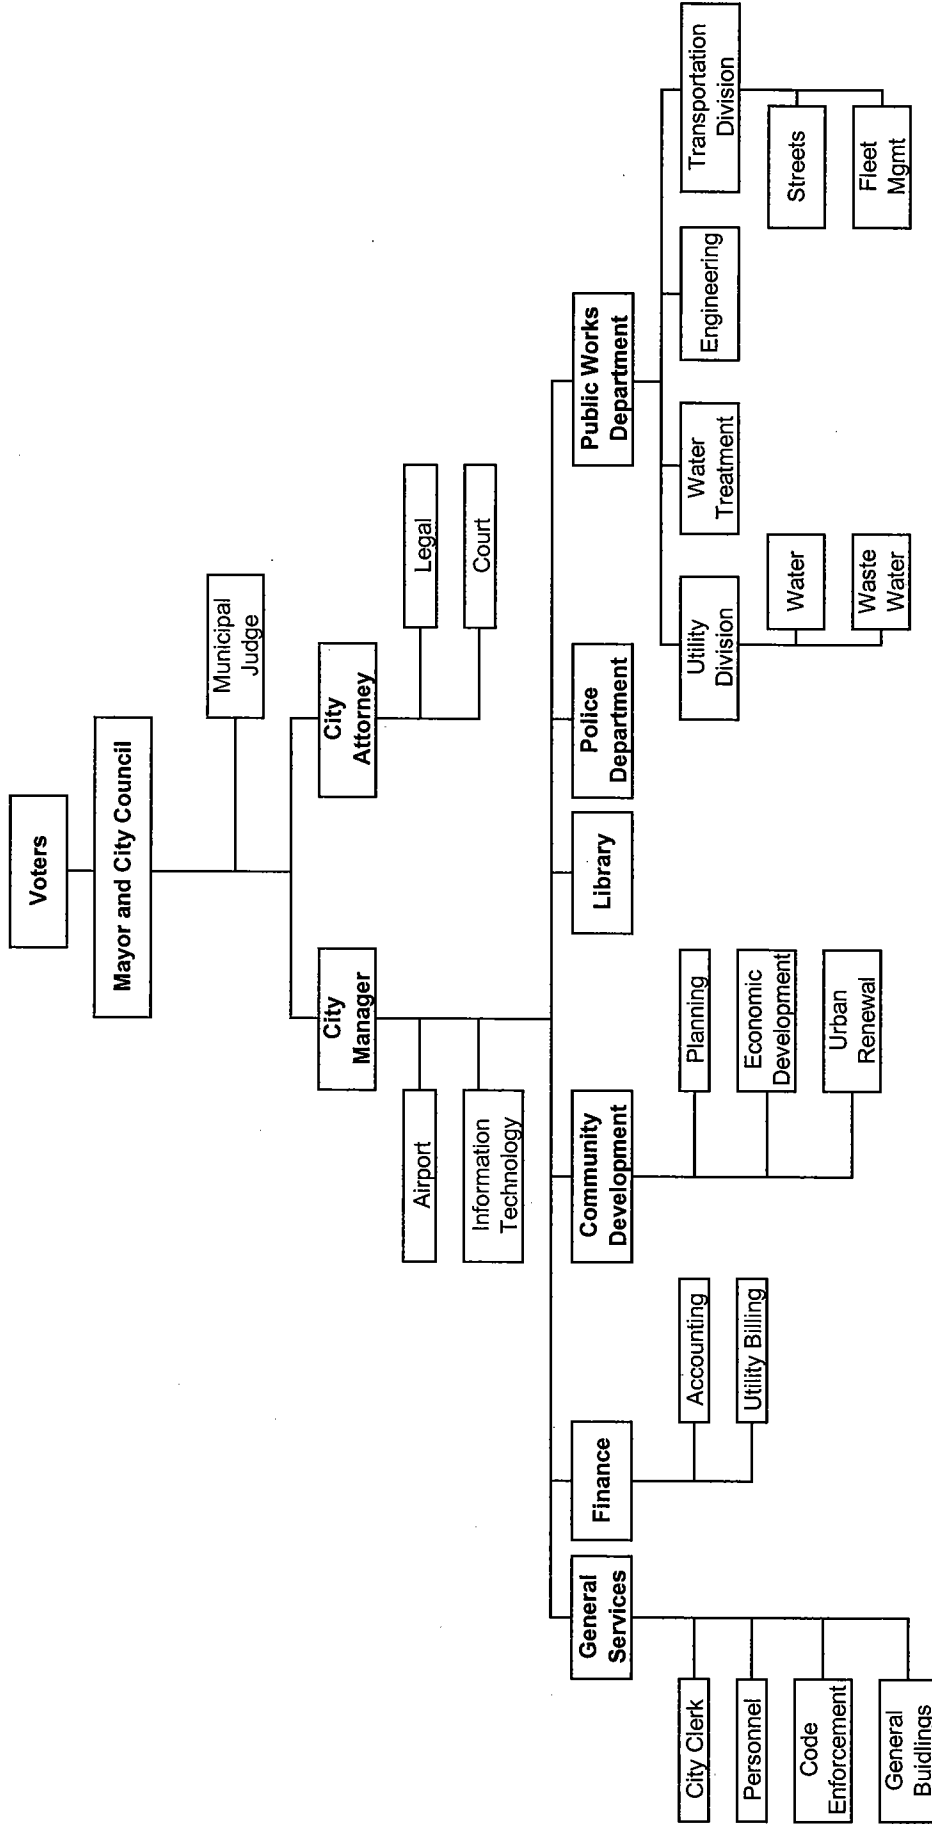 Voters
Mayor and City Council
Municipal
Judge
City
Manager
City
Attorney
Airport
Information
Technology
Legal
Court
General
Services
Finance
Community
Development
Library
Police
Department
Public Works
Department
City Clerk
Personnel
Code
Enforcement
General
Buidlings
Accounting
Utility Billing
Planning
Economic
Development
Urban
Renewal
Utility
Division
Water
Treatment
Engineering
Transportation
Division
Water
Waste
Water
Streets
Fleet
Mgmt